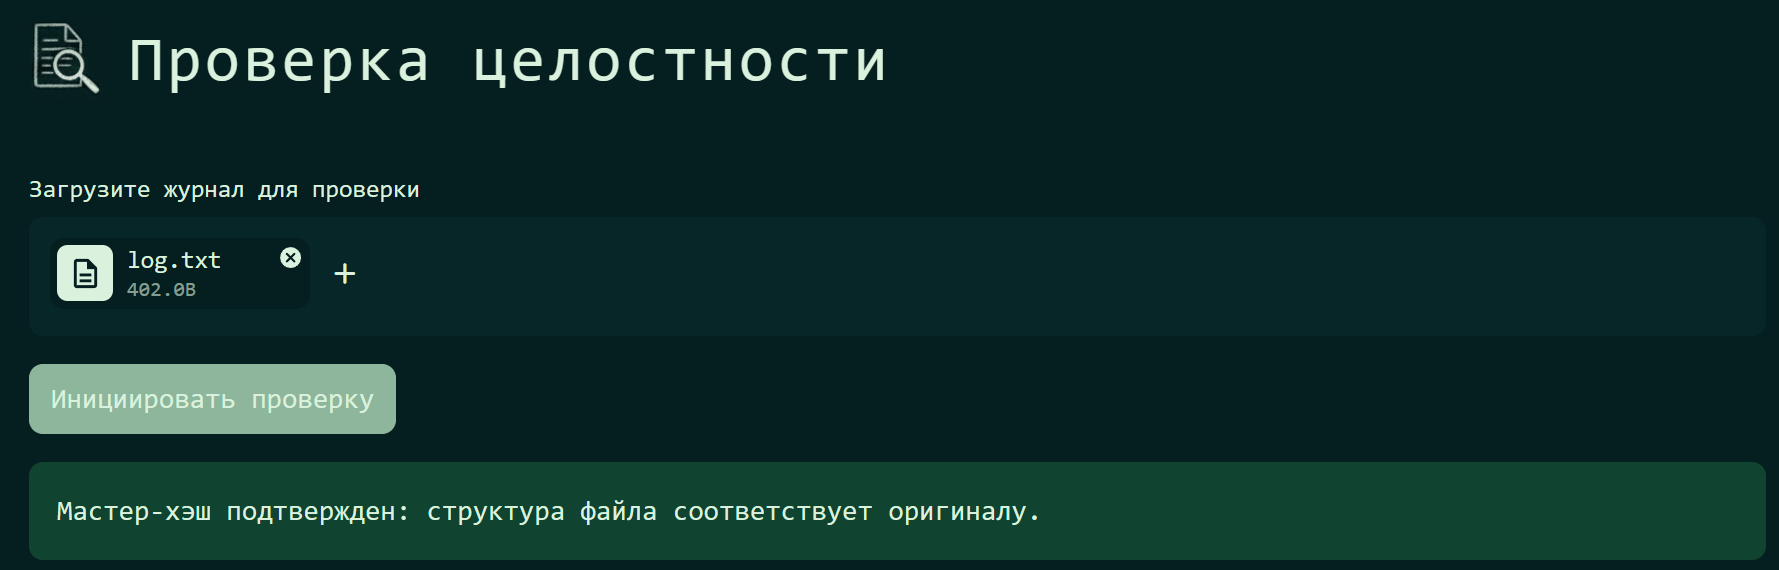 Проверка целостности
Загрузите журнал для проверки
log.txt
402.0B
Инициировать проверку
Мастер-хэш подтвержден: структура файла соответствует оригиналу.